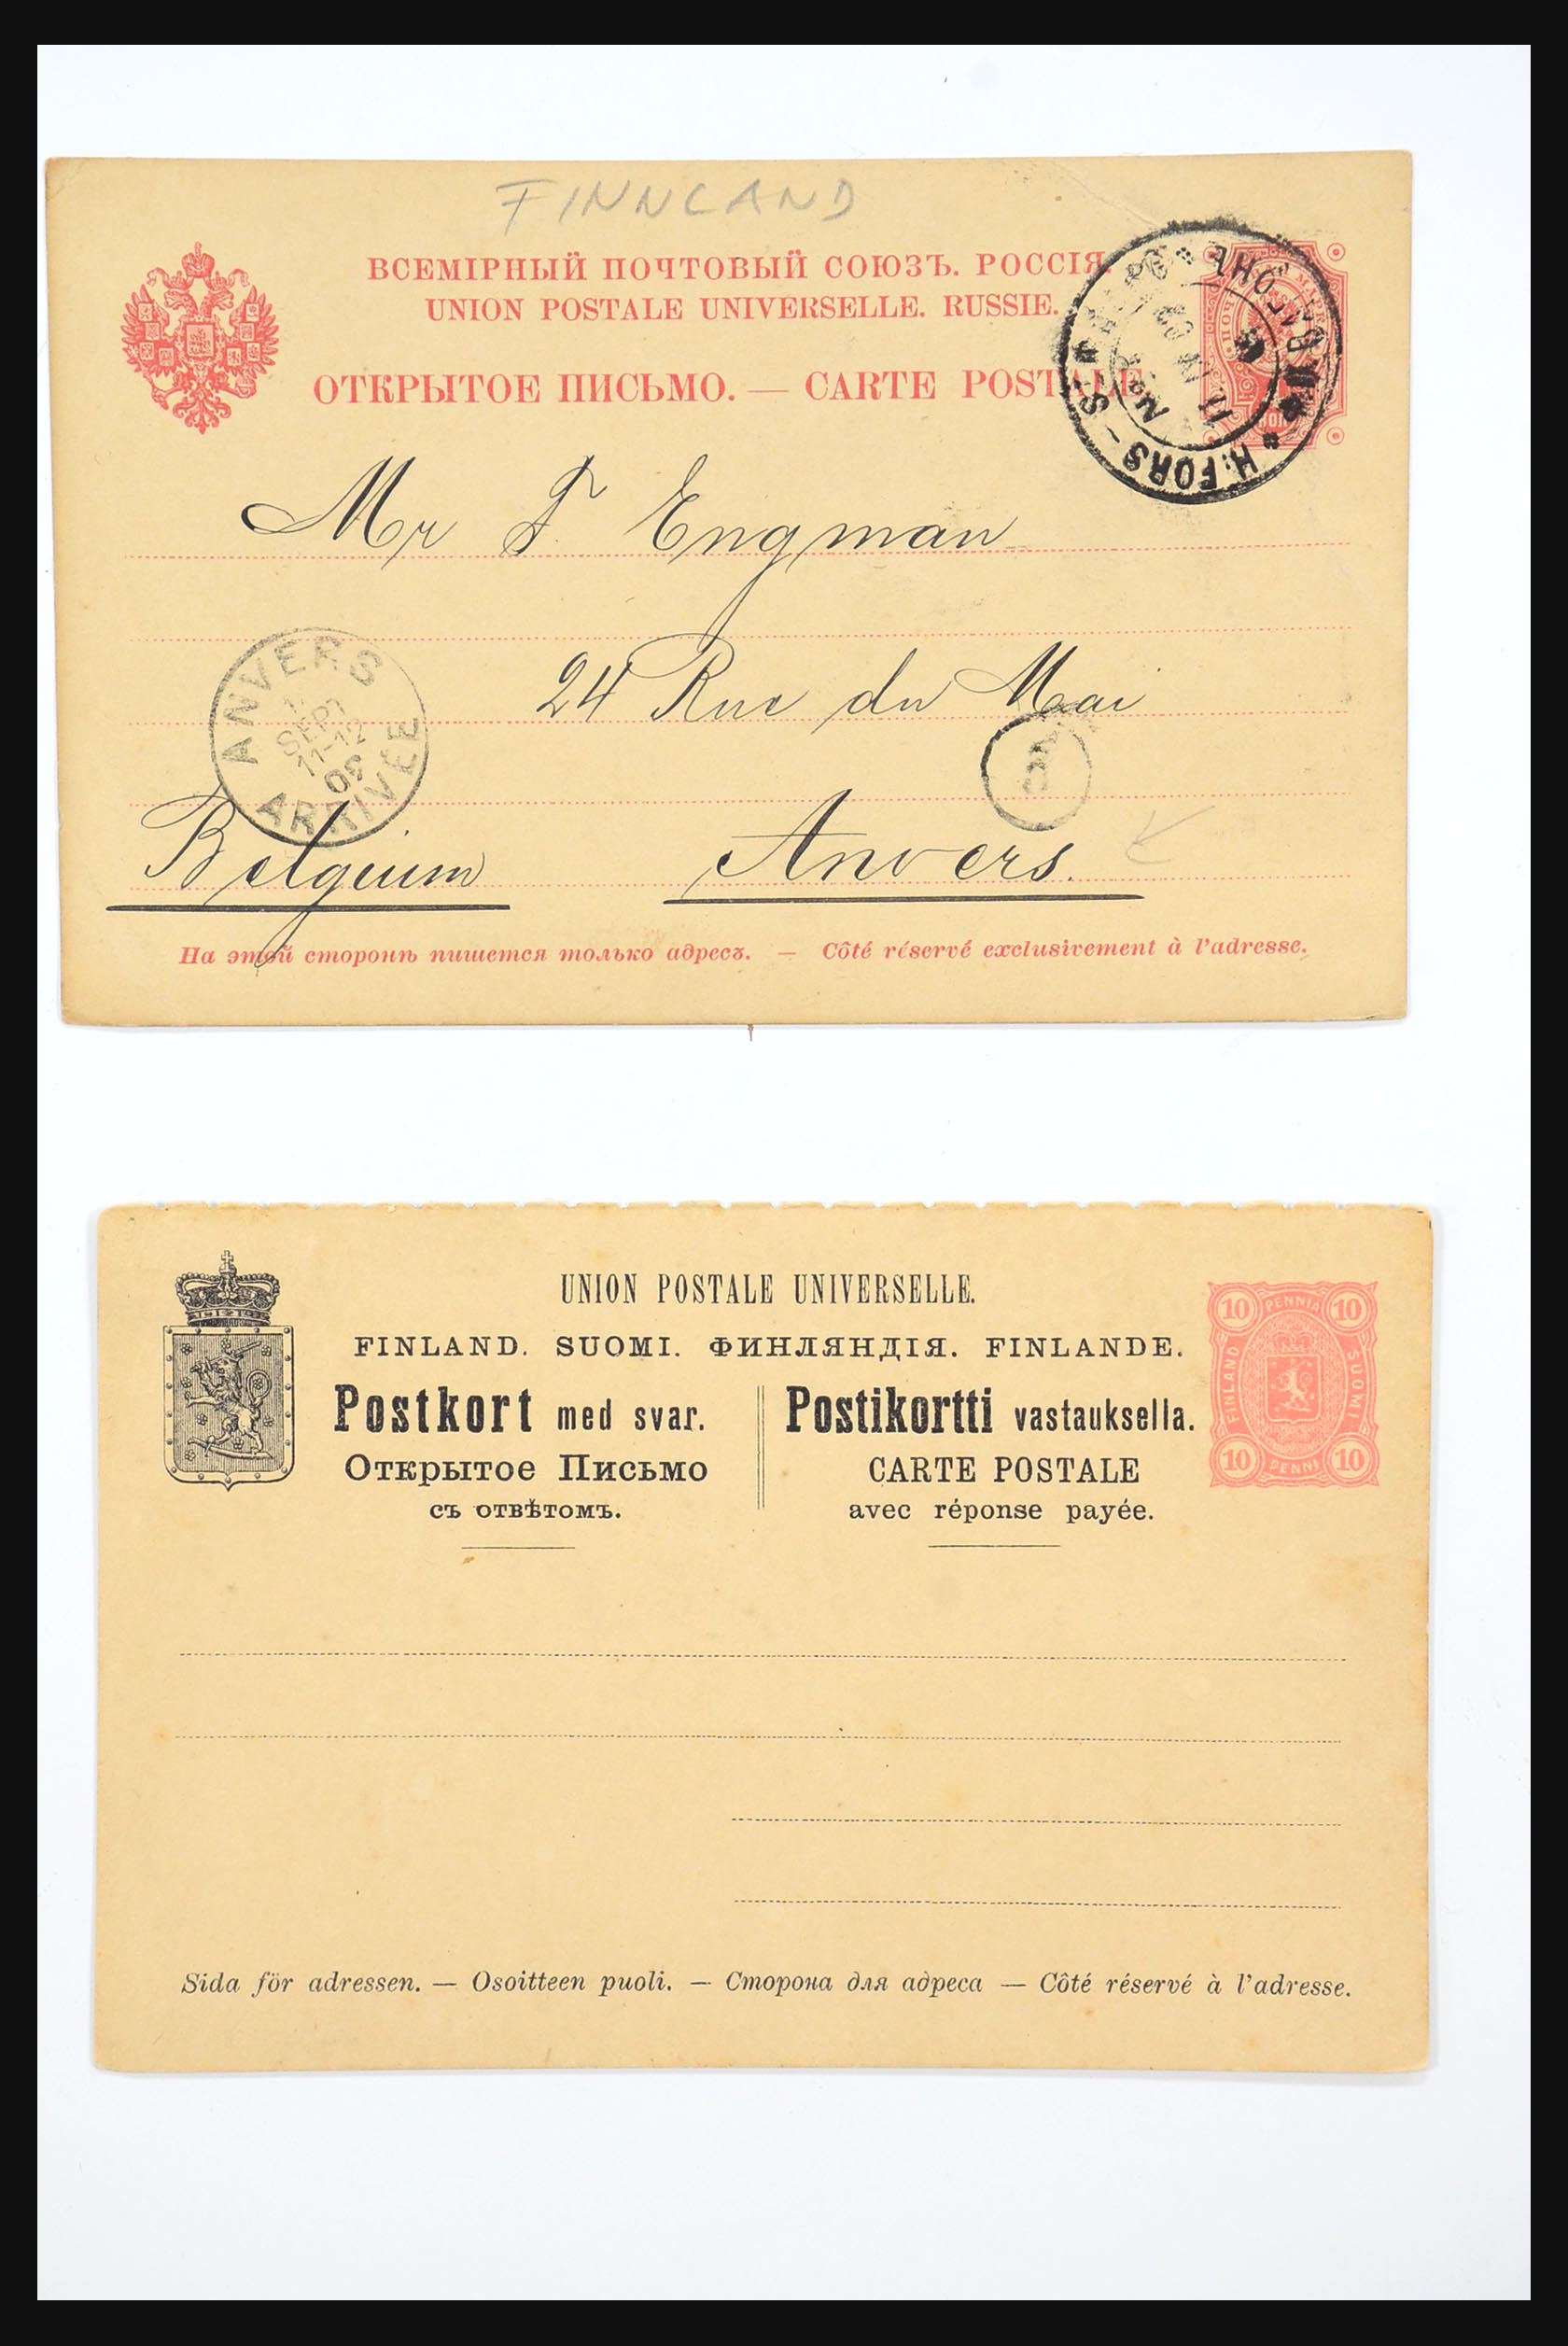 FINNLAND
ВСЕМІРНЫЙ ПОЧТОВЫЙ СОЮЗЪ. РОССІЯ.
UNION POSTALE UNIVERSELLE. RUSSIE.
ОТКРЫТОЕ ПИСЬМО. — CARTE POSTALE.
H:FORS - S:T
No
Mr F. Engman
24 Rue du Mai
ANVERS
SEPT
11-12
ARRIVÉE
Belgium Anvers.
На этой сторонѣ пишется только адресъ. — Côté réservé exclusivement à l'adresse.
UNION POSTALE UNIVERSELLE.
FINLAND. SUOMI. ФИНЛЯНДІЯ. FINLANDE.
Postkort med svar. Postikortti vastauksella.
Открытое Письмо CARTE POSTALE
съ отвѣтомъ. avec réponse payée.
10 PENNIA 10
FINLAND SUOMI
10 PENNI 10
Sida för adressen. — Osoitteen puoli. — Сторона для адреса — Côté réservé à l'adresse.